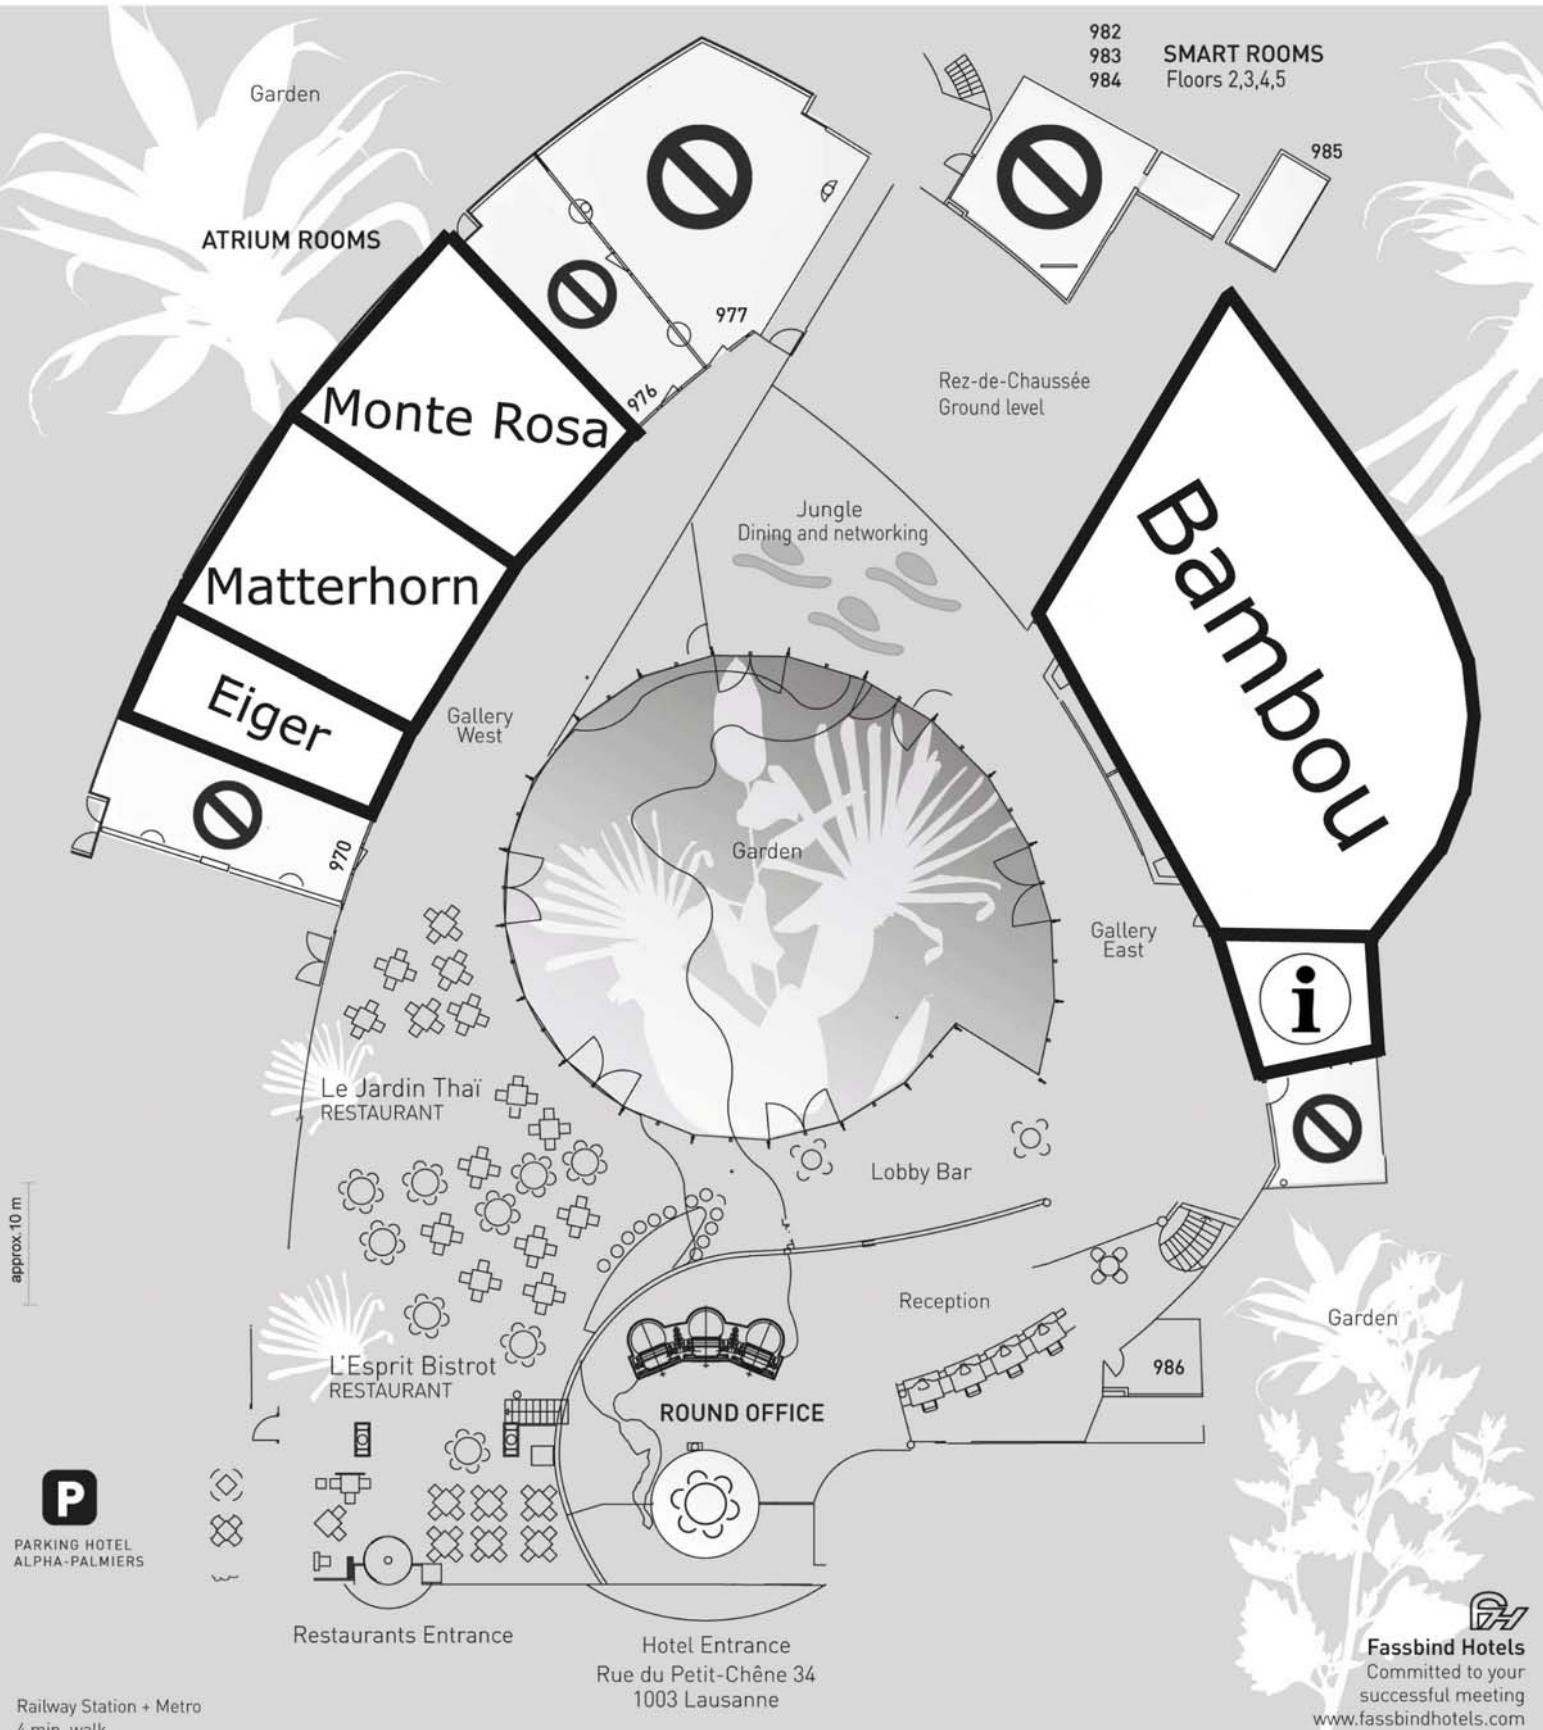 982
983
984
SMART ROOMS
Floors 2,3,4,5
Garden
985
ATRIUM ROOMS
977
976
Rez-de-Chaussée
Ground level
Monte Rosa
Jungle
Dining and networking
Matterhorn
Bambou
Eiger
Gallery
West
970
Garden
Gallery
East
i
Le Jardin Thaï
RESTAURANT
Lobby Bar
approx.10 m
Reception
Garden
986
L'Esprit Bistrot
RESTAURANT
ROUND OFFICE
P
PARKING HOTEL
ALPHA-PALMIERS
Restaurants Entrance
Hotel Entrance
Rue du Petit-Chêne 34
1003 Lausanne
FH
Fassbind Hotels
Committed to your
successful meeting
www.fassbindhotels.com
Railway Station + Metro
4 min. walk